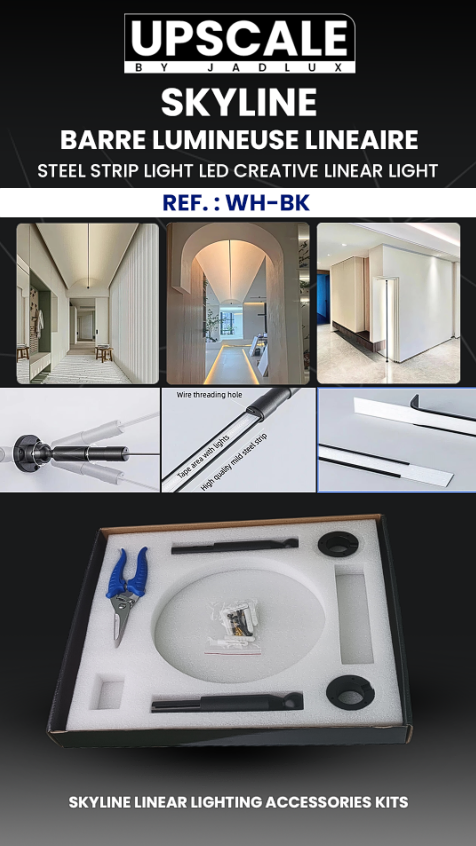 UPSCALE
BY JADLUX
SKYLINE
BARRE LUMINEUSE LINEAIRE
STEEL STRIP LIGHT LED CREATIVE LINEAR LIGHT
REF. : WH-BK
Wire threading hole
Tape area with lights
High quality mild steel strip
SKYLINE LINEAR LIGHTING ACCESSORIES KITS